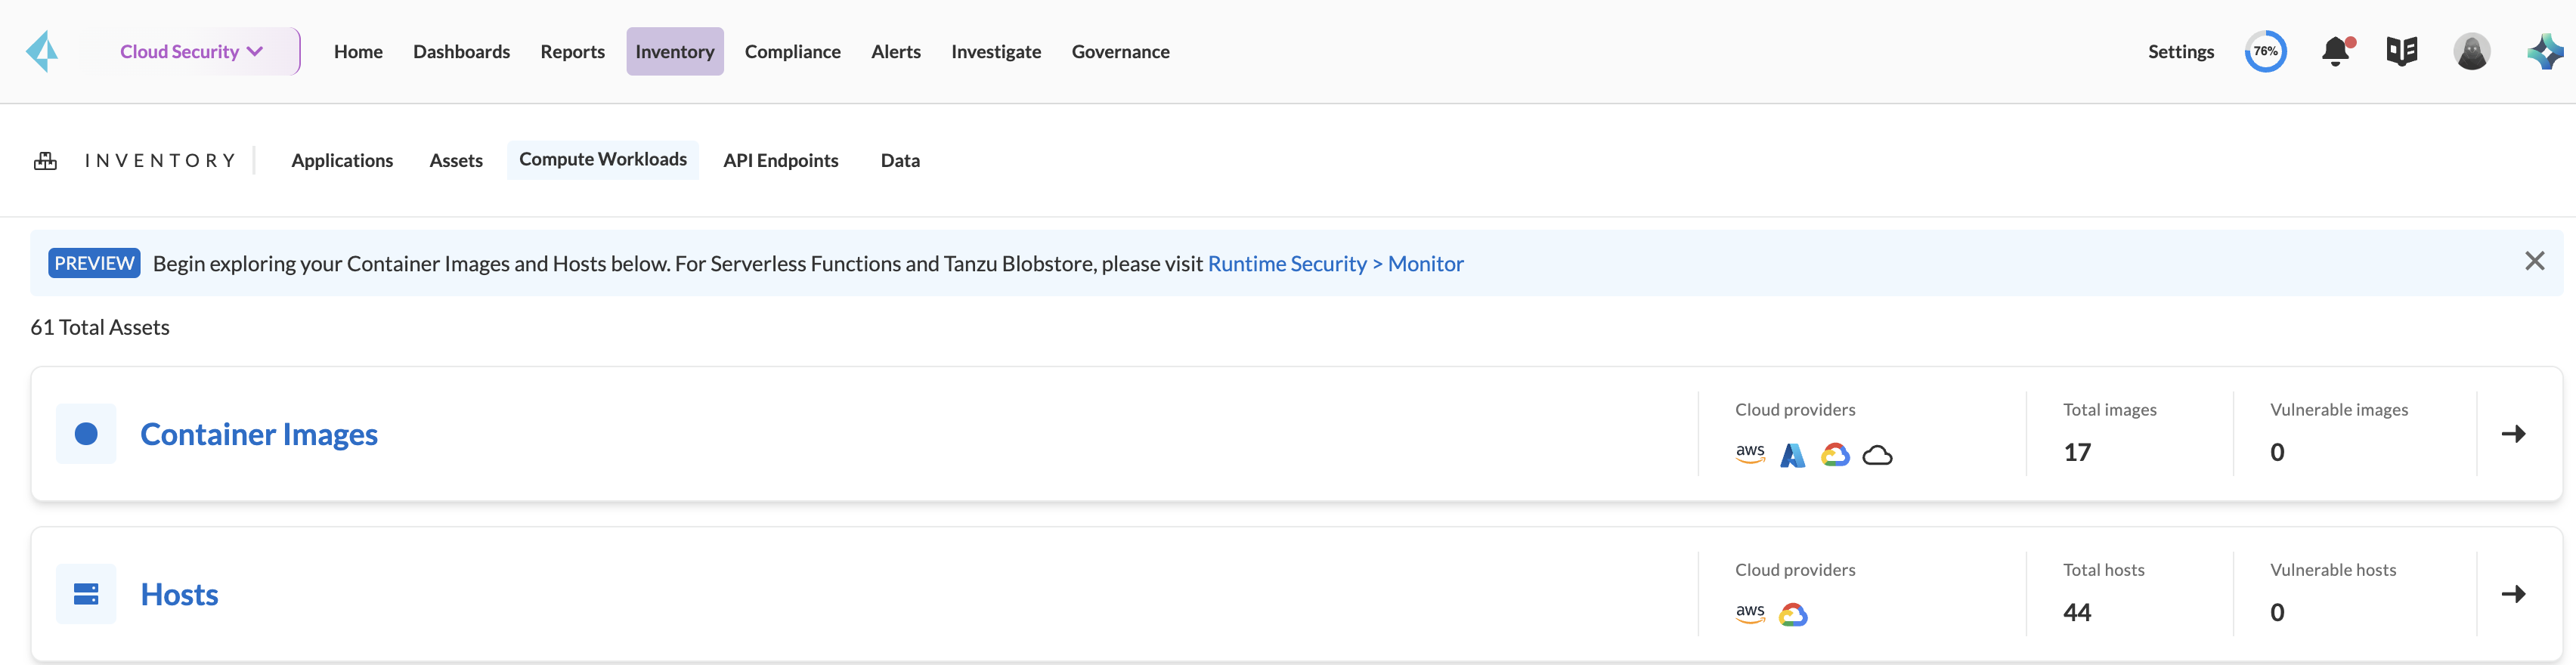 Cloud Security Home Dashboards Reports Inventory Compliance Alerts Investigate Governance Settings 76%
INVENTORY Applications Assets Compute Workloads API Endpoints Data
PREVIEW Begin exploring your Container Images and Hosts below. For Serverless Functions and Tanzu Blobstore, please visit Runtime Security > Monitor
61 Total Assets
Container Images
Cloud providers
aws
Total images
17
Vulnerable images
0
Hosts
Cloud providers
aws
Total hosts
44
Vulnerable hosts
0